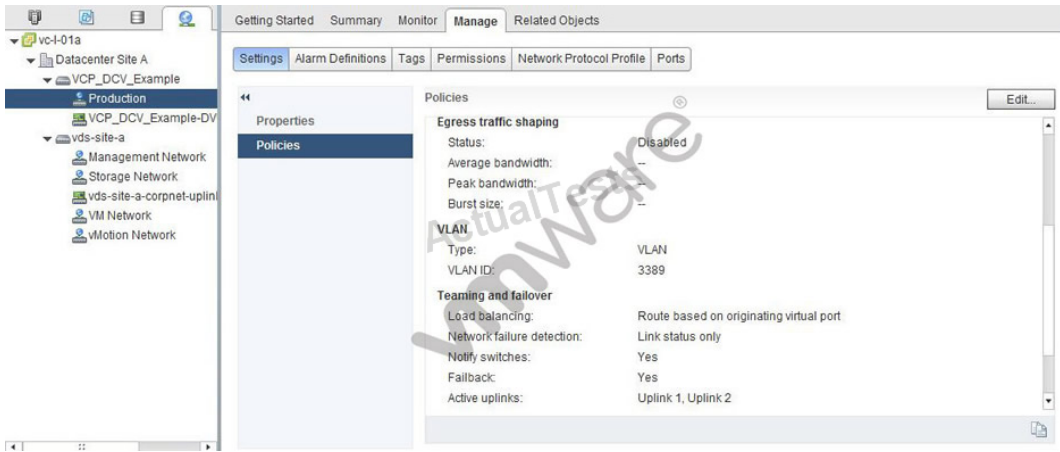 Getting Started Summary Monitor Manage Related Objects
vc-l-01a
Datacenter Site A
VCP_DCV_Example
Production
VCP_DCV_Example-DV
vds-site-a
Management Network
Storage Network
vds-site-a-corpnet-uplinl
VM Network
vMotion Network
Settings Alarm Definitions Tags Permissions Network Protocol Profile Ports
Properties
Policies
Policies
Edit...
Egress traffic shaping
Status: Disabled
Average bandwidth: --
Peak bandwidth: --
Burst size: --
VLAN
Type: VLAN
VLAN ID: 3389
Teaming and failover
Load balancing: Route based on originating virtual port
Network failure detection: Link status only
Notify switches: Yes
Failback: Yes
Active uplinks: Uplink 1, Uplink 2
ActualTests
vmware